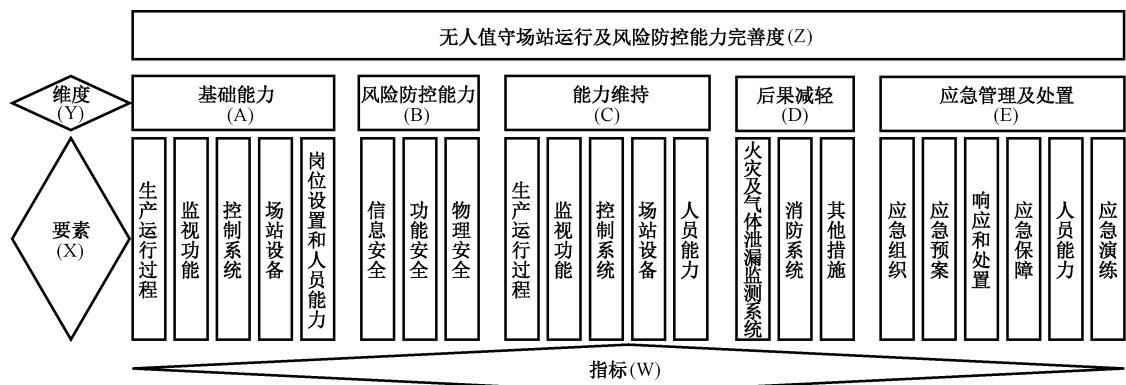 无人值守场站运行及风险防控能力完善度(Z)
维度
(Y)
基础能力
(A)
风险防控能力
(B)
能力维持
(C)
后果减轻
(D)
应急管理及处置
(E)
要素
(X)
生产运行过程
监视功能
控制系统
场站设备
岗位设置和人员能力
信息安全
功能安全
物理安全
生产运行过程
监视功能
控制系统
场站设备
人员能力
火灾及气体泄漏监测系统
消防系统
其他措施
应急组织
应急预案
响应和处置
应急保障
人员能力
应急演练
指标(W)